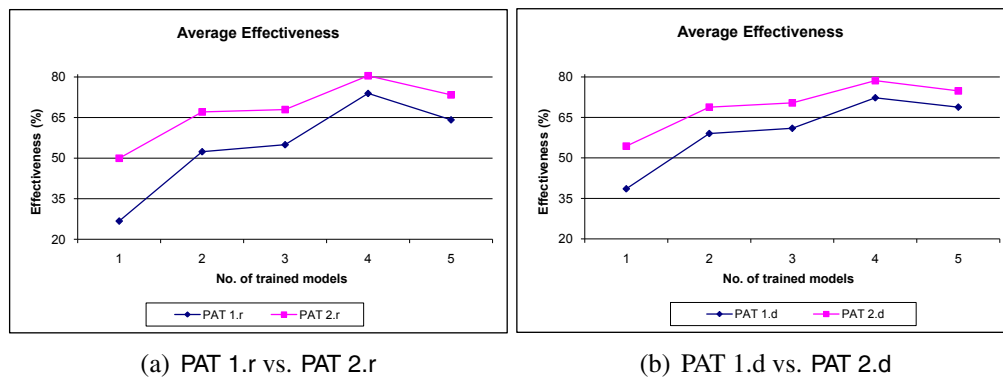 Average Effectiveness
Effectiveness (%)
80
65
50
35
20
1 2 3 4 5
No. of trained models
PAT 1.r PAT 2.r
(a) PAT 1.r vs. PAT 2.r
Average Effectiveness
Effectiveness (%)
80
65
50
35
20
1 2 3 4 5
No. of trained models
PAT 1.d PAT 2.d
(b) PAT 1.d vs. PAT 2.d